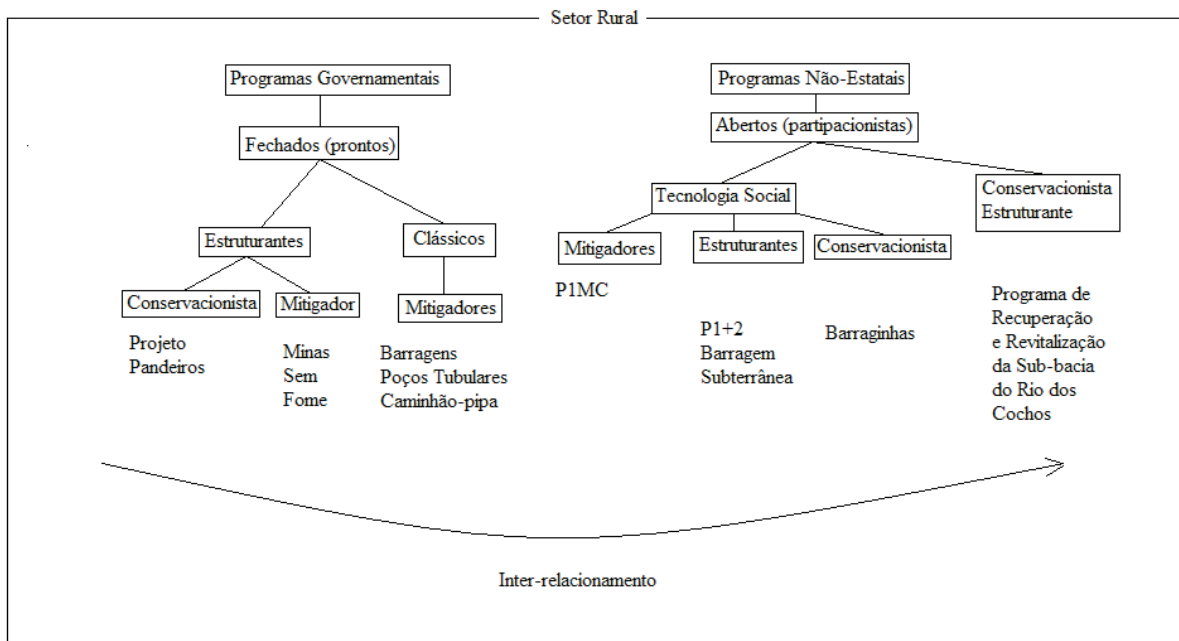 Setor Rural
Programas Governamentais
Programas Não-Estatais
Fechados (prontos)
Abertos (partipacionistas)
Tecnologia Social
Conservacionista
Estruturante
Estruturantes
Clássicos
Mitigadores
Estruturantes
Conservacionista
Conservacionista
Mitigador
Mitigadores
P1MC
Projeto
Pandeiros
Minas
Sem
Fome
Barragens
Poços Tubulares
Caminhão-pipa
P1+2
Barragem
Subterrânea
Barraginhas
Programa de
Recuperação
e Revitalização
da Sub-bacia
do Rio dos
Cochos
Inter-relacionamento